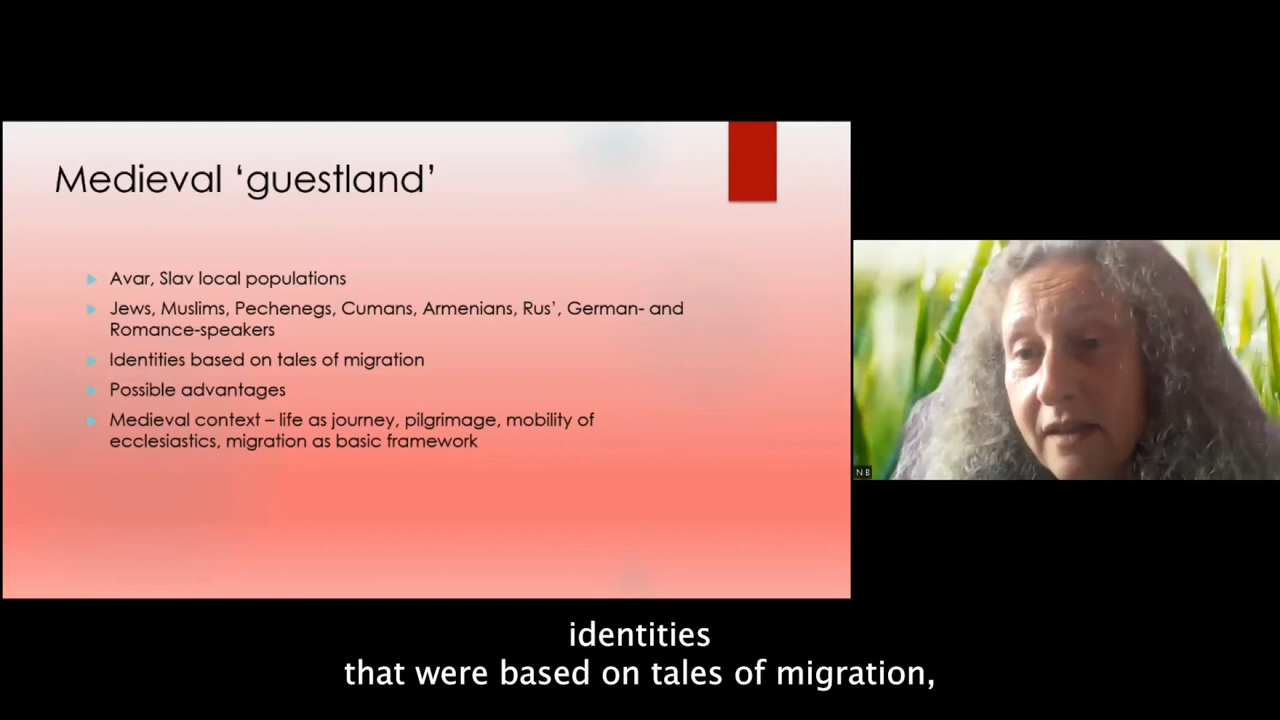 Medieval ‘guestland’
Avar, Slav local populations
Jews, Muslims, Pechenegs, Cumans, Armenians, Rus’, German- and
Romance-speakers
Identities based on tales of migration
Possible advantages
Medieval context – life as journey, pilgrimage, mobility of
ecclesiastics, migration as basic framework
N B
identities
that were based on tales of migration,